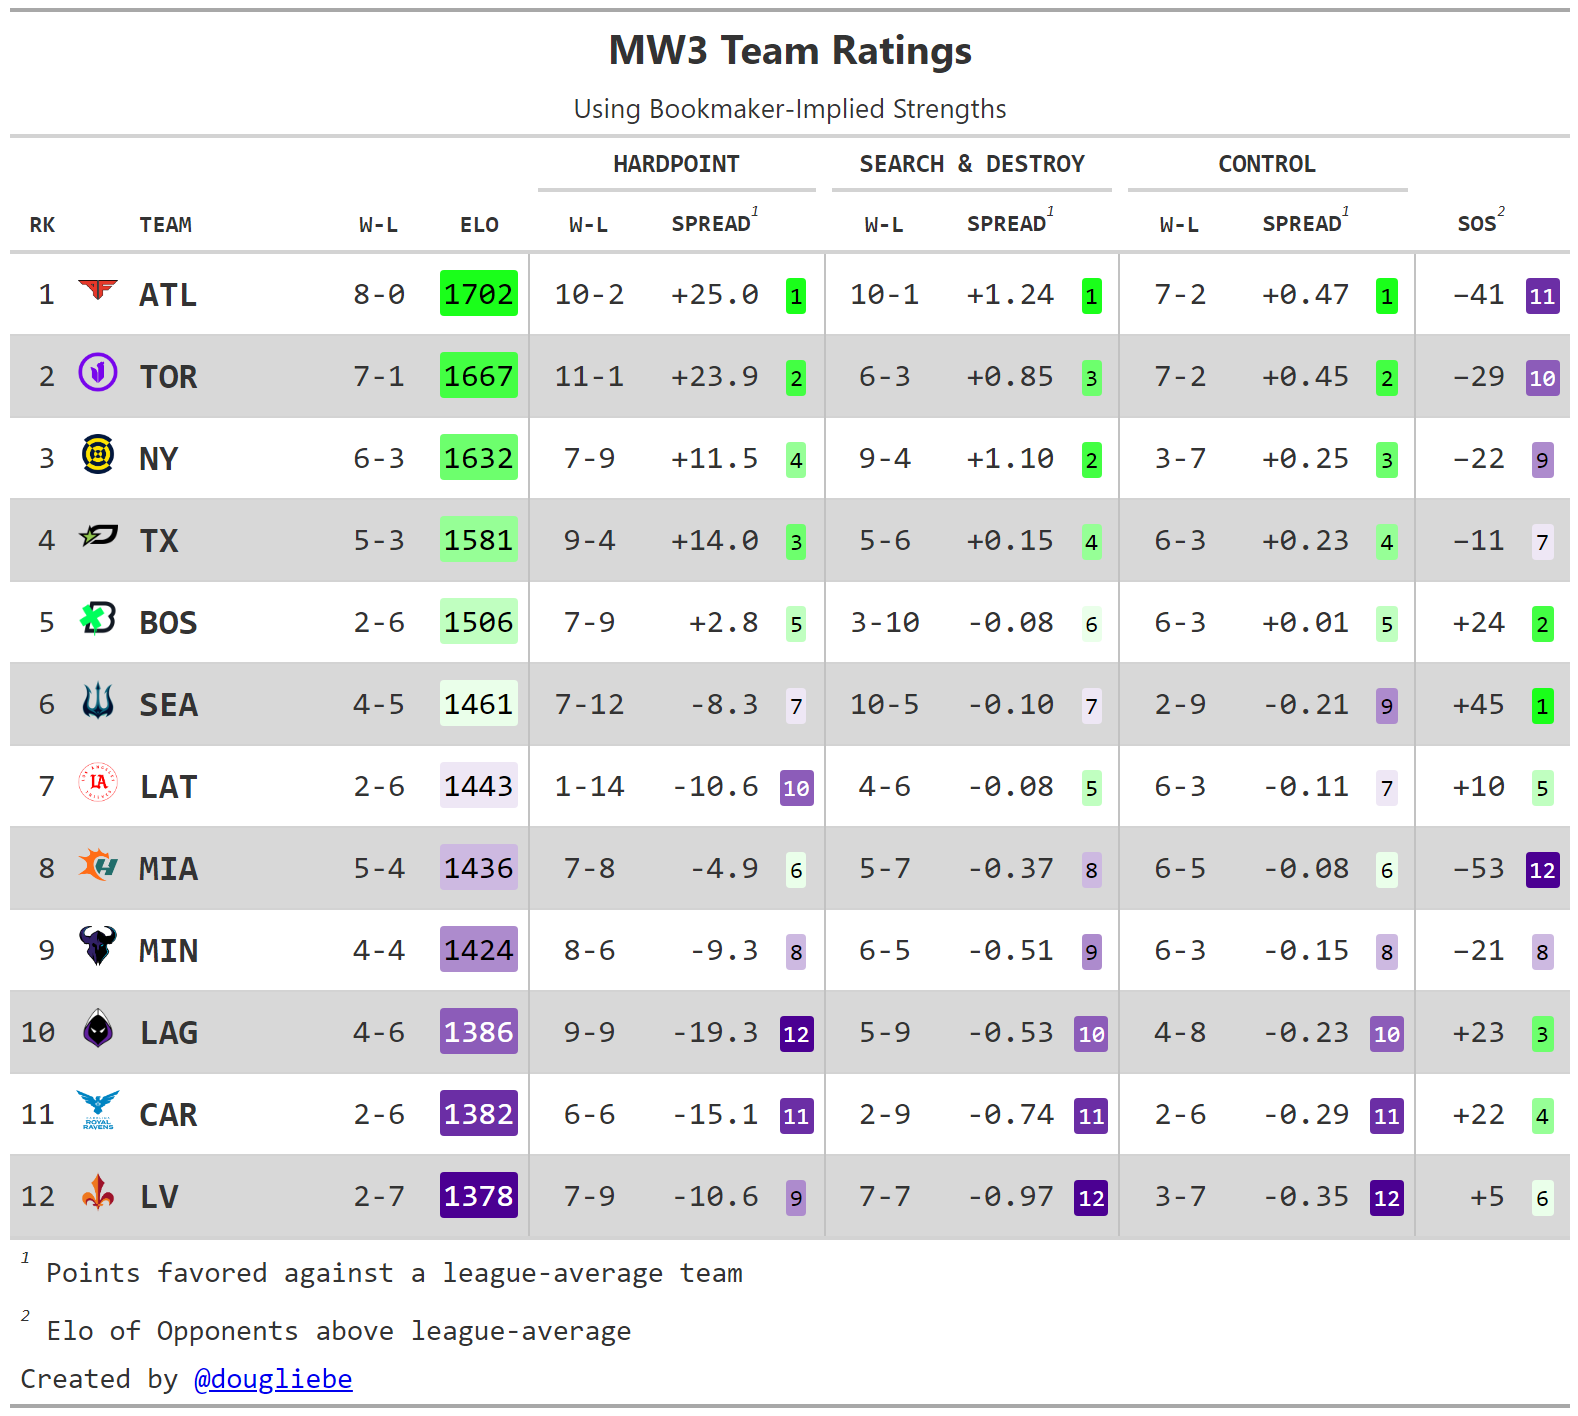 MW3 Team Ratings
Using Bookmaker-Implied Strengths
HARDPOINT SEARCH & DESTROY CONTROL
RK TEAM W-L ELO W-L SPREAD1 W-L SPREAD1 W-L SPREAD1 SOS2
1 ATL 8-0 1702 10-2 +25.0 1 10-1 +1.24 1 7-2 +0.47 1 −41 11
2 TOR 7-1 1667 11-1 +23.9 2 6-3 +0.85 3 7-2 +0.45 2 −29 10
3 NY 6-3 1632 7-9 +11.5 4 9-4 +1.10 2 3-7 +0.25 3 −22 9
4 TX 5-3 1581 9-4 +14.0 3 5-6 +0.15 4 6-3 +0.23 4 −11 7
5 BOS 2-6 1506 7-9 +2.8 5 3-10 -0.08 6 6-3 +0.01 5 +24 2
6 SEA 4-5 1461 7-12 -8.3 7 10-5 -0.10 7 2-9 -0.21 9 +45 1
7 LA LAT 2-6 1443 1-14 -10.6 10 4-6 -0.08 5 6-3 -0.11 7 +10 5
8 MIA 5-4 1436 7-8 -4.9 6 5-7 -0.37 8 6-5 -0.08 6 −53 12
9 MIN 4-4 1424 8-6 -9.3 8 6-5 -0.51 9 6-3 -0.15 8 −21 8
10 LAG 4-6 1386 9-9 -19.3 12 5-9 -0.53 10 4-8 -0.23 10 +23 3
11 ROYAL RAVENS CAR 2-6 1382 6-6 -15.1 11 2-9 -0.74 11 2-6 -0.29 11 +22 4
12 LV 2-7 1378 7-9 -10.6 9 7-7 -0.97 12 3-7 -0.35 12 +5 6
1 Points favored against a league-average team
2 Elo of Opponents above league-average
Created by @dougliebe